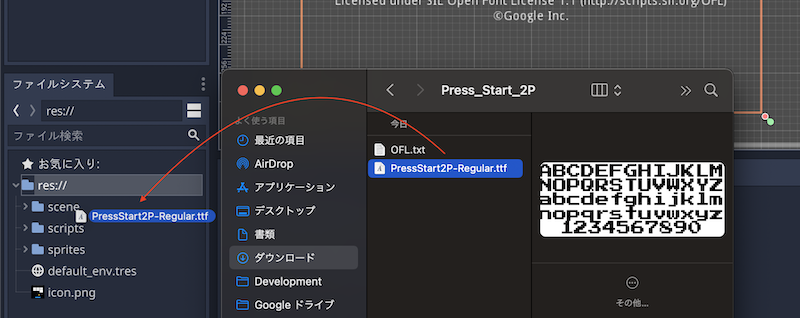 Licensed under SIL Open Font License 1.1 (http://scripts.sil.org/OFL)
©Google Inc.
ファイルシステム
res://
ファイル検索
お気に入り:
res://
scene
PressStart2P-Regular.ttf
scripts
sprites
default_env.tres
icon.png
Press_Start_2P
よく使う項目
最近の項目
AirDrop
アプリケーション
デスクトップ
書類
ダウンロード
Development
Google ドライブ
今日
OFL.txt
PressStart2P-Regular.ttf
ABCDEFGHIJKLM
NOPQRSTUVWXYZ
abcdefghijklm
nopqrstuvwxyz
1234567890
その他...